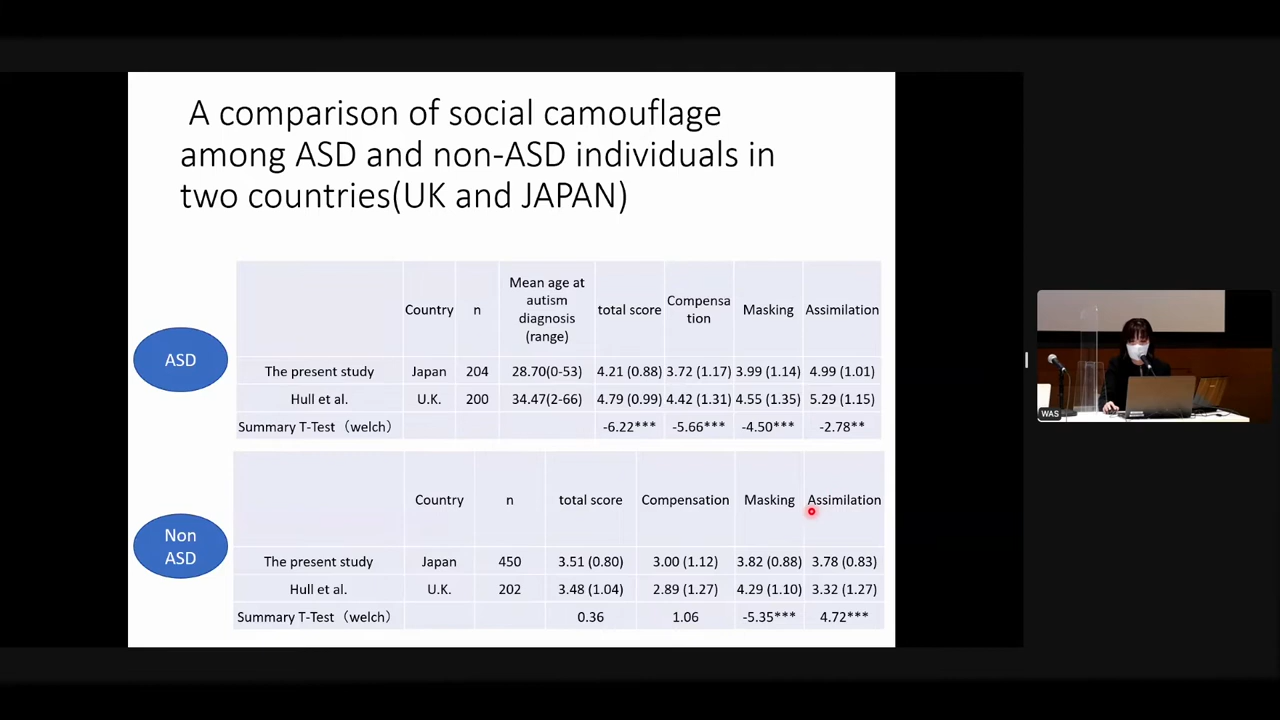 A comparison of social camouflage
among ASD and non-ASD individuals in
two countries(UK and JAPAN)
ASD
Country n Mean age at autism diagnosis (range) total score Compensa tion Masking Assimilation
The present study Japan 204 28.70(0-53) 4.21 (0.88) 3.72 (1.17) 3.99 (1.14) 4.99 (1.01)
Hull et al. U.K. 200 34.47(2-66) 4.79 (0.99) 4.42 (1.31) 4.55 (1.35) 5.29 (1.15)
Summary T-Test（welch） -6.22*** -5.66*** -4.50*** -2.78**
Non
ASD
Country n total score Compensation Masking Assimilation
The present study Japan 450 3.51 (0.80) 3.00 (1.12) 3.82 (0.88) 3.78 (0.83)
Hull et al. U.K. 202 3.48 (1.04) 2.89 (1.27) 4.29 (1.10) 3.32 (1.27)
Summary T-Test（welch） 0.36 1.06 -5.35*** 4.72***
WAS